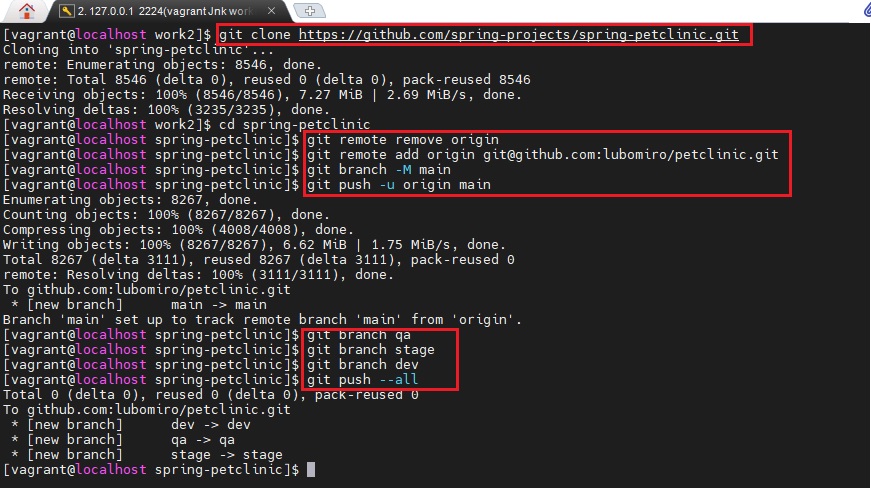 2. 127.0.0.1 2224(vagrant Jnk work
[vagrant@localhost work2]$ git clone https://github.com/spring-projects/spring-petclinic.git
Cloning into 'spring-petclinic'...
remote: Enumerating objects: 8546, done.
remote: Total 8546 (delta 0), reused 0 (delta 0), pack-reused 8546
Receiving objects: 100% (8546/8546), 7.27 MiB | 2.69 MiB/s, done.
Resolving deltas: 100% (3235/3235), done.
[vagrant@localhost work2]$ cd spring-petclinic
[vagrant@localhost spring-petclinic]$ git remote remove origin
[vagrant@localhost spring-petclinic]$ git remote add origin git@github.com:lubomiro/petclinic.git
[vagrant@localhost spring-petclinic]$ git branch -M main
[vagrant@localhost spring-petclinic]$ git push -u origin main
Enumerating objects: 8267, done.
Counting objects: 100% (8267/8267), done.
Compressing objects: 100% (4008/4008), done.
Writing objects: 100% (8267/8267), 6.62 MiB | 1.75 MiB/s, done.
Total 8267 (delta 3111), reused 8267 (delta 3111), pack-reused 0
remote: Resolving deltas: 100% (3111/3111), done.
To github.com:lubomiro/petclinic.git
 * [new branch]      main -> main
Branch 'main' set up to track remote branch 'main' from 'origin'.
[vagrant@localhost spring-petclinic]$ git branch qa
[vagrant@localhost spring-petclinic]$ git branch stage
[vagrant@localhost spring-petclinic]$ git branch dev
[vagrant@localhost spring-petclinic]$ git push --all
Total 0 (delta 0), reused 0 (delta 0), pack-reused 0
To github.com:lubomiro/petclinic.git
 * [new branch]      dev -> dev
 * [new branch]      qa -> qa
 * [new branch]      stage -> stage
[vagrant@localhost spring-petclinic]$